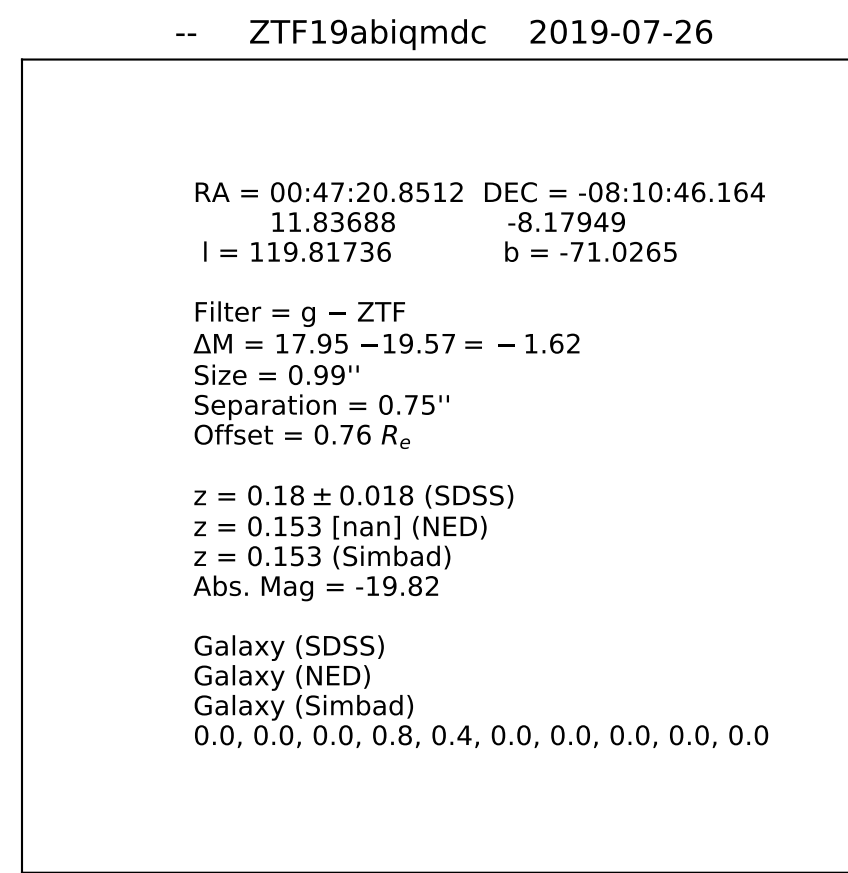 -- ZTF19abiqmdc 2019-07-26
RA = 00:47:20.8512 DEC = -08:10:46.164
11.83688 -8.17949
l = 119.81736 b = -71.0265
Filter = g − ZTF
ΔM = 17.95 −19.57 = − 1.62
Size = 0.99''
Separation = 0.75''
Offset = 0.76 Rₑ
z = 0.18 ± 0.018 (SDSS)
z = 0.153 [nan] (NED)
z = 0.153 (Simbad)
Abs. Mag = -19.82
Galaxy (SDSS)
Galaxy (NED)
Galaxy (Simbad)
0.0, 0.0, 0.0, 0.8, 0.4, 0.0, 0.0, 0.0, 0.0, 0.0